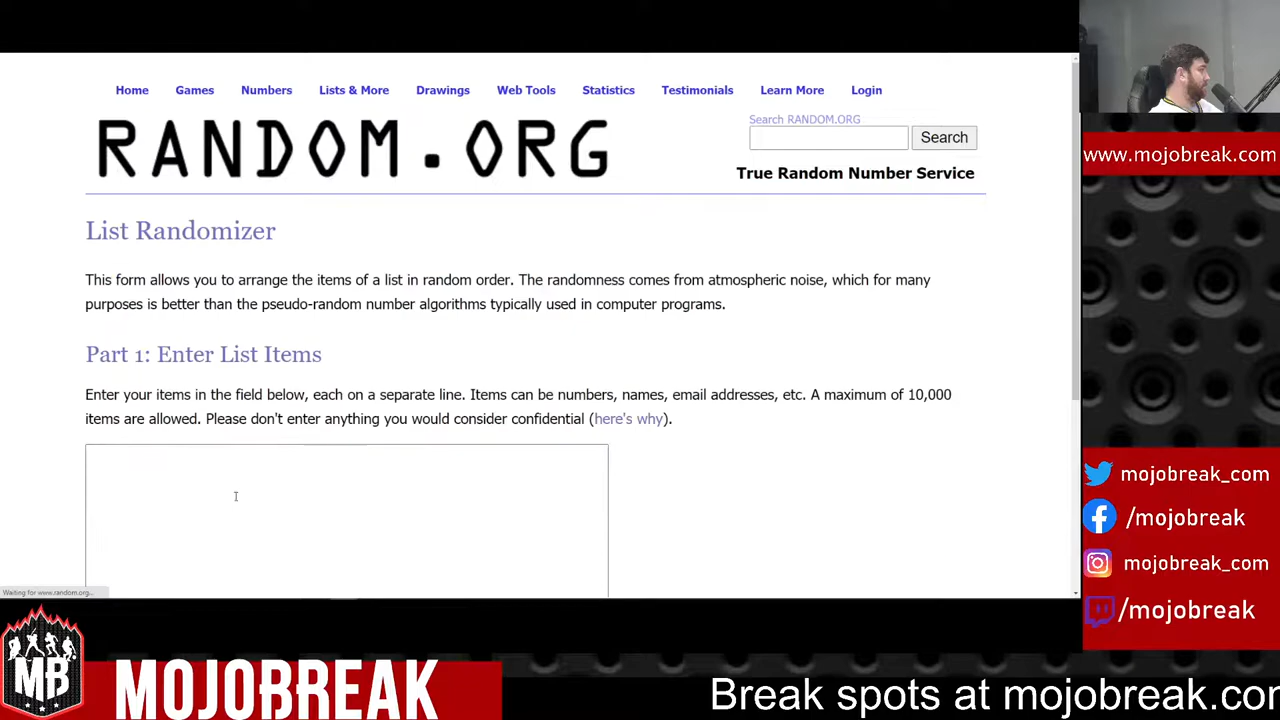 Home Games Numbers Lists & More Drawings Web Tools Statistics Testimonials Learn More Login
RANDOM.ORG
Search RANDOM.ORG
Search
True Random Number Service
List Randomizer
This form allows you to arrange the items of a list in random order. The randomness comes from atmospheric noise, which for many
purposes is better than the pseudo-random number algorithms typically used in computer programs.
Part 1: Enter List Items
Enter your items in the field below, each on a separate line. Items can be numbers, names, email addresses, etc. A maximum of 10,000
items are allowed. Please don't enter anything you would consider confidential (here's why).
Waiting for www.random.org...
www.mojobreak.com
mojobreak_com
/mojobreak
mojobreak_com
/mojobreak
MB
MOJOBREAK
Break spots at mojobreak.cor